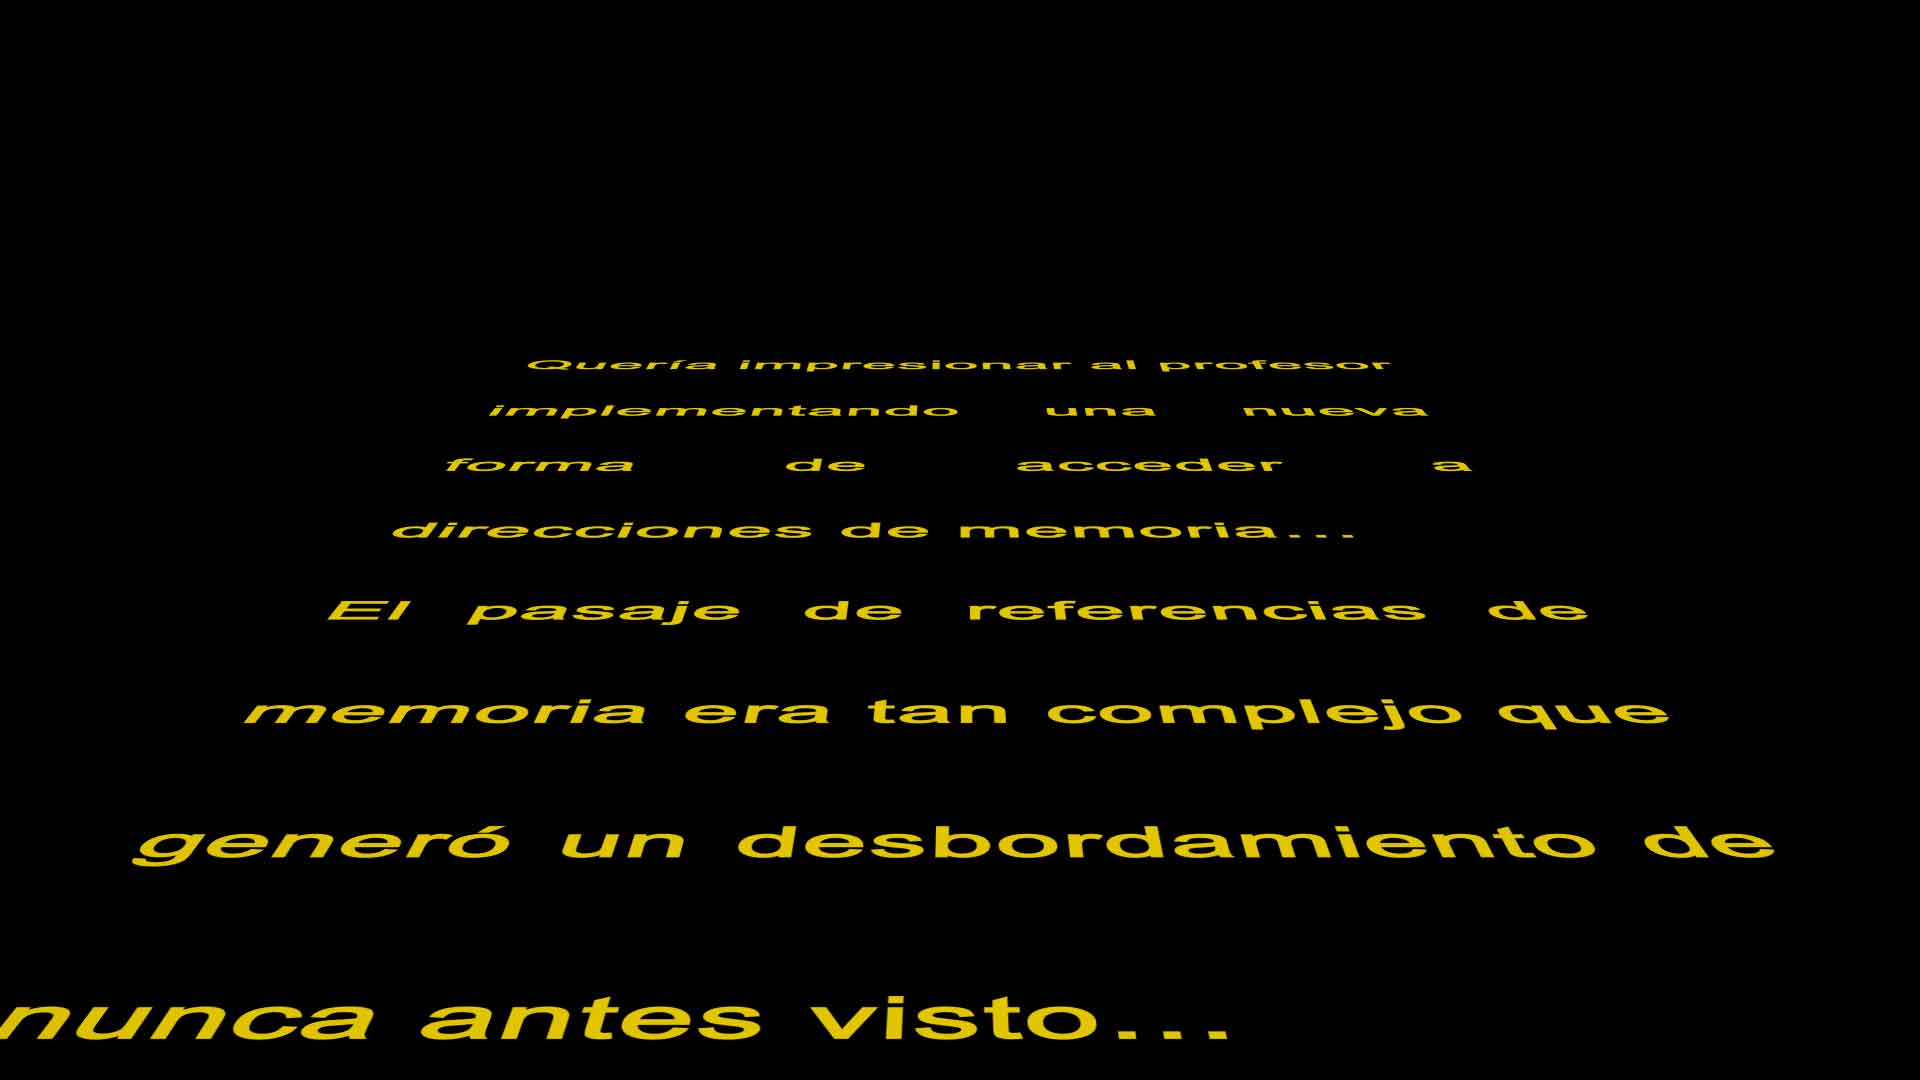 Quería impresionar al profesor
implementando una nueva
forma de acceder a
direcciones de memoria...
El pasaje de referencias de
memoria era tan complejo que
generó un desbordamiento de
nunca antes visto...